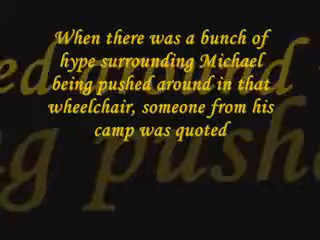 When there was a bunch of
hype surrounding Michael
being pushed around in that
wheelchair, someone from his
camp was quoted